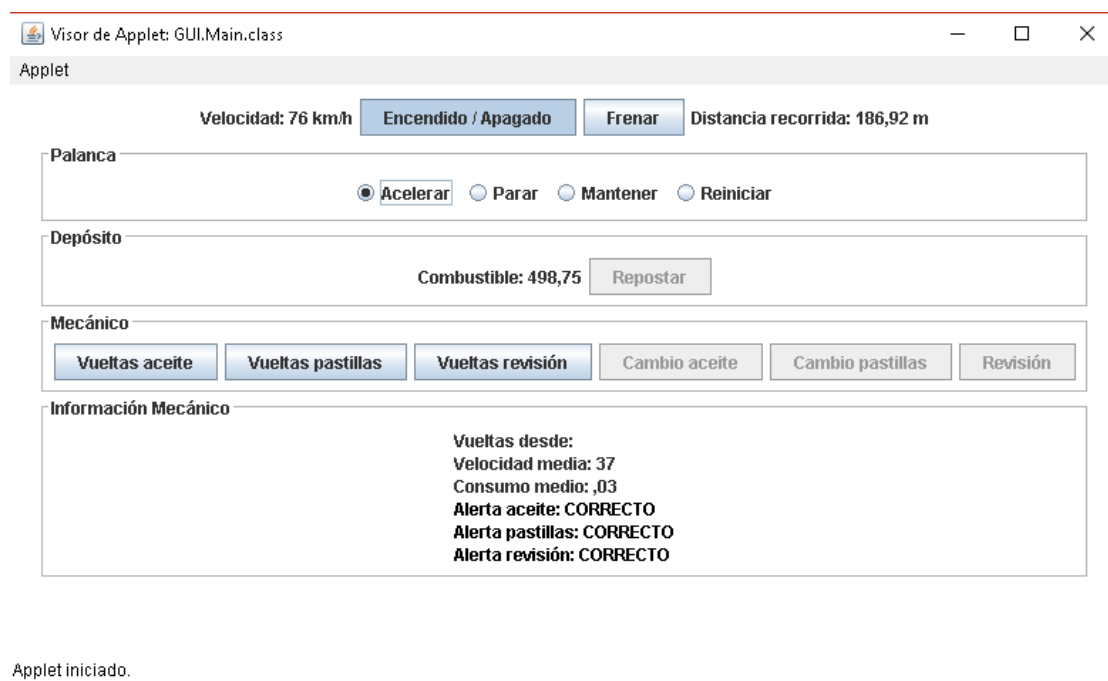 Visor de Applet: GUI.Main.class
Applet
Velocidad: 76 km/h Encendido / Apagado Frenar Distancia recorrida: 186,92 m
Palanca
Acelerar Parar Mantener Reiniciar
Depósito
Combustible: 498,75 Repostar
Mecánico
Vueltas aceite Vueltas pastillas Vueltas revisión Cambio aceite Cambio pastillas Revisión
Información Mecánico
Vueltas desde:
Velocidad media: 37
Consumo medio: ,03
Alerta aceite: CORRECTO
Alerta pastillas: CORRECTO
Alerta revisión: CORRECTO
Applet iniciado.